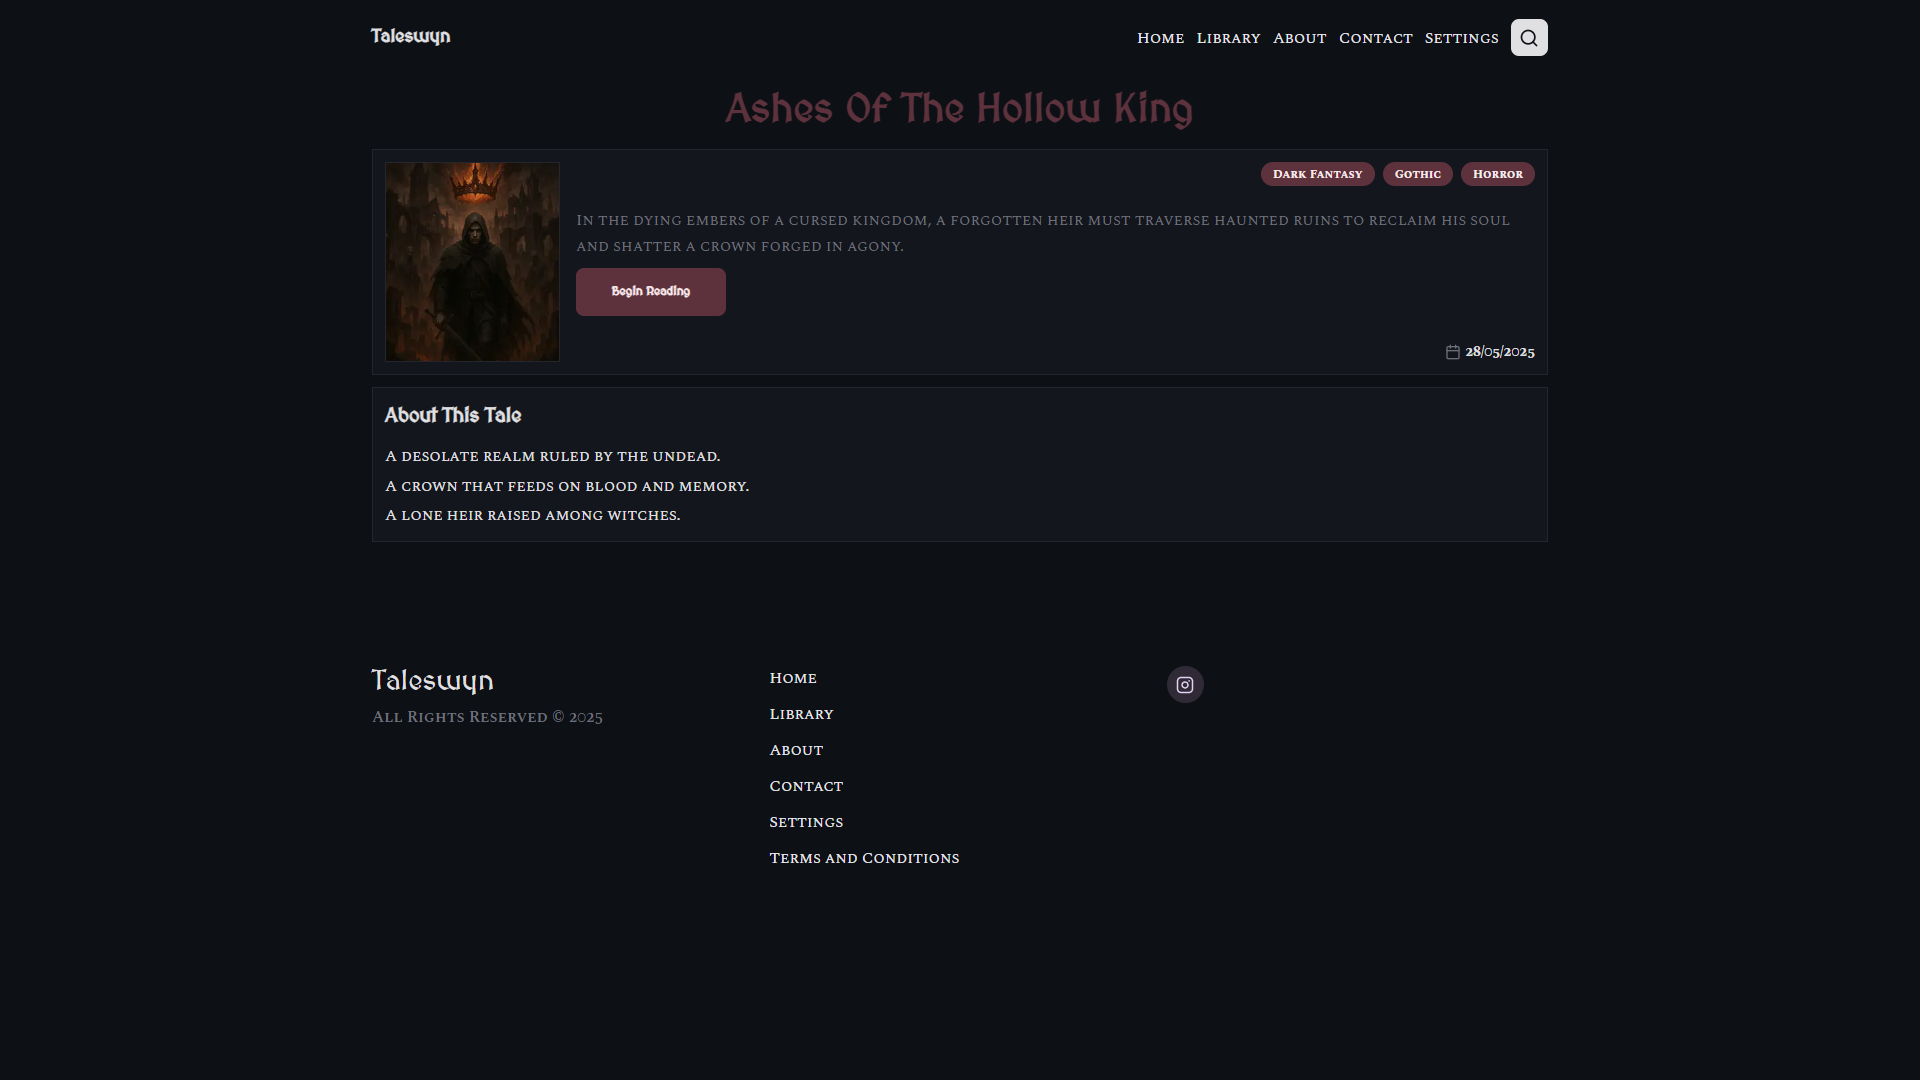 Taleswyn
Home Library About Contact Settings
Ashes Of The Hollow King
Dark Fantasy Gothic Horror
In the dying embers of a cursed kingdom, a forgotten heir must traverse haunted ruins to reclaim his soul
and shatter a crown forged in agony.
Begin Reading
28/05/2025
About This Tale
A desolate realm ruled by the undead.
A crown that feeds on blood and memory.
A lone heir raised among witches.
Taleswyn
All Rights Reserved © 2025
Home
Library
About
Contact
Settings
Terms and Conditions